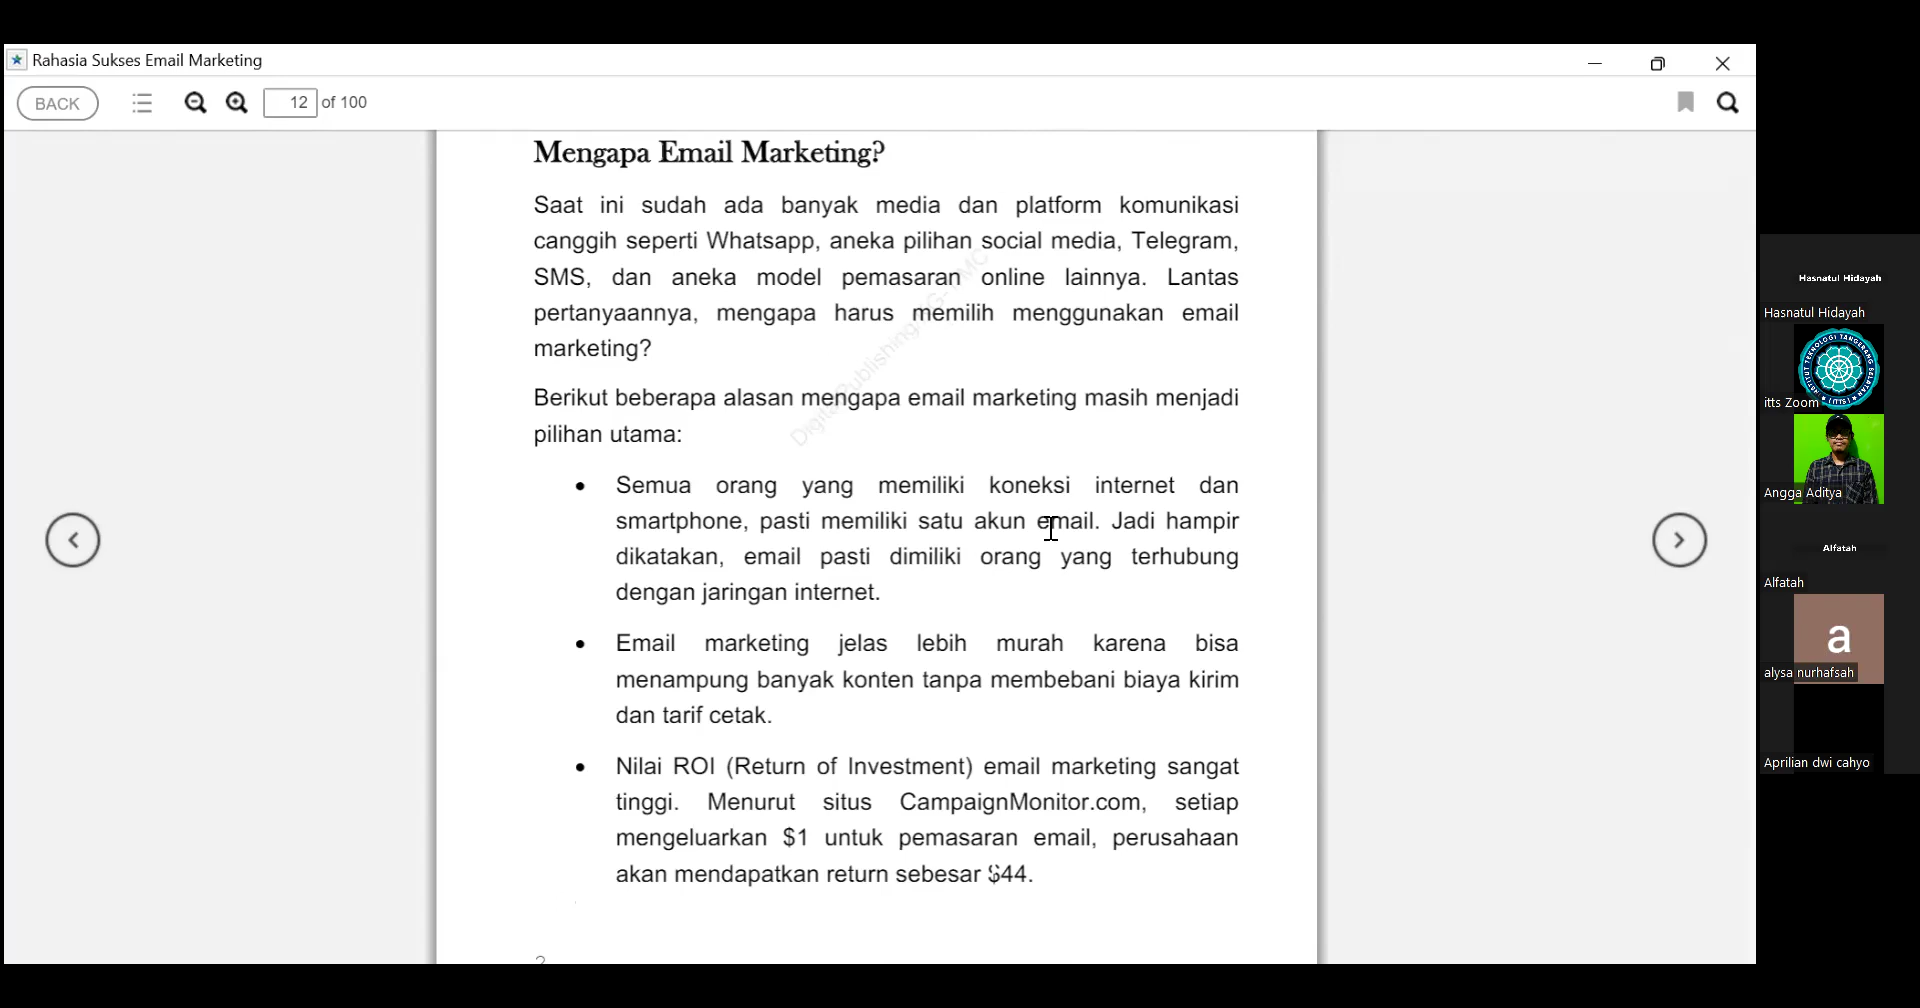 Rahasia Sukses Email Marketing
BACK
12 of 100
Mengapa Email Marketing?
Saat ini sudah ada banyak media dan platform komunikasi
canggih seperti Whatsapp, aneka pilihan social media, Telegram,
SMS, dan aneka model pemasaran online lainnya. Lantas
pertanyaannya, mengapa harus memilih menggunakan email
marketing?
Berikut beberapa alasan mengapa email marketing masih menjadi
pilihan utama:
• Semua orang yang memiliki koneksi internet dan
smartphone, pasti memiliki satu akun email. Jadi hampir
dikatakan, email pasti dimiliki orang yang terhubung
dengan jaringan internet.
• Email marketing jelas lebih murah karena bisa
menampung banyak konten tanpa membebani biaya kirim
dan tarif cetak.
• Nilai ROI (Return of Investment) email marketing sangat
tinggi. Menurut situs CampaignMonitor.com, setiap
mengeluarkan $1 untuk pemasaran email, perusahaan
akan mendapatkan return sebesar $44.
Digital Publishing
Hasnatul Hidayah
Hasnatul Hidayah
INSTITUT TEKNOLOGI TANGERANG SELATAN
(ITTS)
itts Zoom
Angga Aditya
Alfatah
Alfatah
a
alysa nurhafsah
Aprilian dwi cahyo